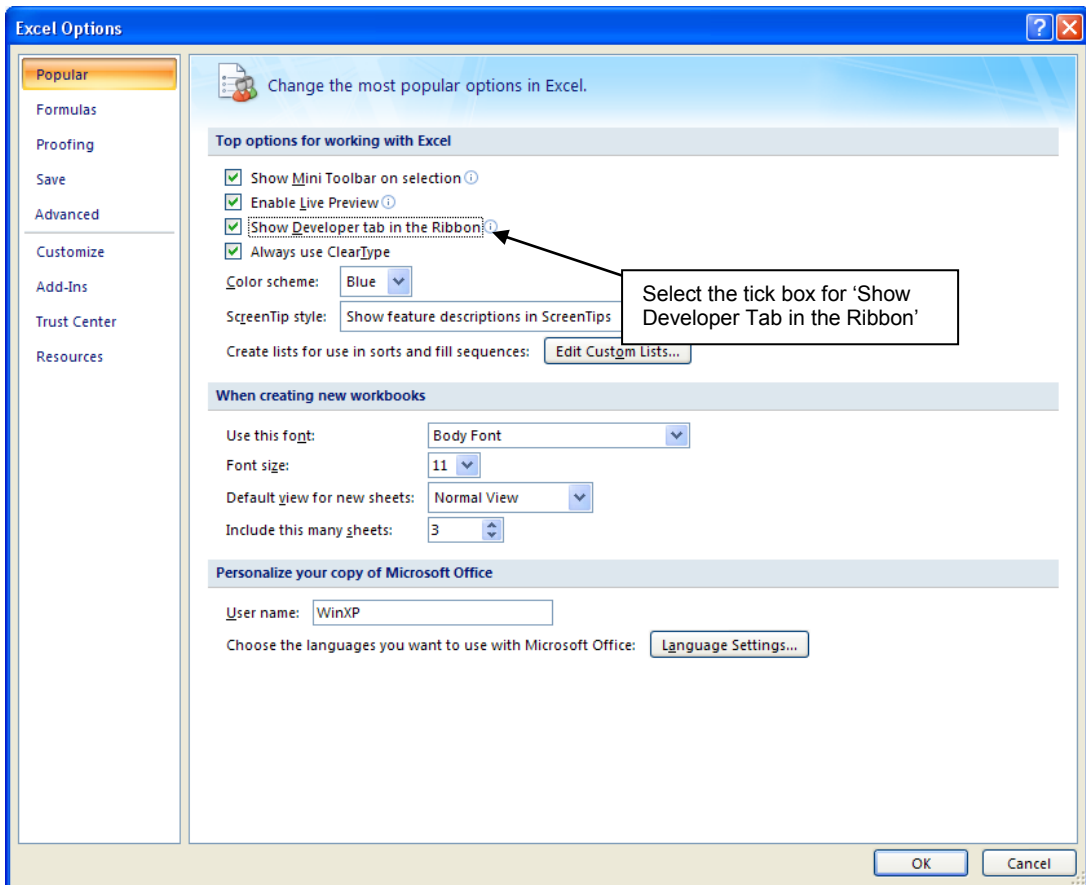 Excel Options
Popular
Formulas
Proofing
Save
Advanced
Customize
Add-Ins
Trust Center
Resources
Change the most popular options in Excel.
Top options for working with Excel
Show Mini Toolbar on selection
Enable Live Preview
Show Developer tab in the Ribbon
Always use ClearType
Color scheme: Blue
ScreenTip style: Show feature descriptions in ScreenTips
Create lists for use in sorts and fill sequences: Edit Custom Lists...
Select the tick box for ‘Show
Developer Tab in the Ribbon’
When creating new workbooks
Use this font: Body Font
Font size: 11
Default view for new sheets: Normal View
Include this many sheets: 3
Personalize your copy of Microsoft Office
User name: WinXP
Choose the languages you want to use with Microsoft Office: Language Settings...
OK Cancel